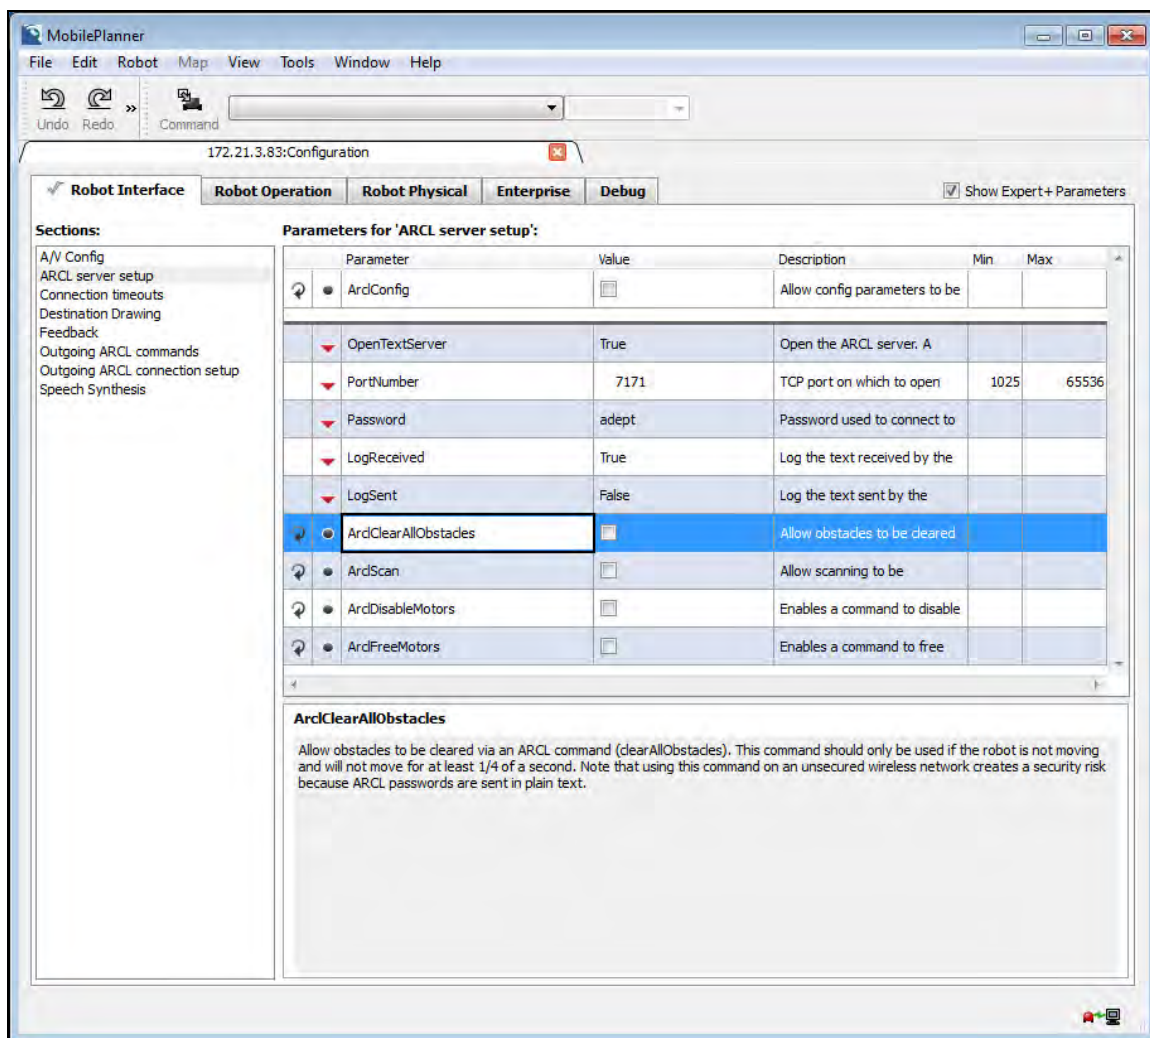 MobilePlanner
File Edit Robot Map View Tools Window Help
Undo Redo » Command
172.21.3.83:Configuration
Robot Interface Robot Operation Robot Physical Enterprise Debug Show Expert+ Parameters
Sections: Parameters for 'ARCL server setup':
A/V Config
ARCL server setup
Connection timeouts
Destination Drawing
Feedback
Outgoing ARCL commands
Outgoing ARCL connection setup
Speech Synthesis
Parameter Value Description Min Max
ArclConfig Allow config parameters to be
OpenTextServer True Open the ARCL server. A
PortNumber 7171 TCP port on which to open 1025 65536
Password adept Password used to connect to
LogReceived True Log the text received by the
LogSent False Log the text sent by the
ArclClearAllObstacles Allow obstacles to be cleared
ArclScan Allow scanning to be
ArclDisableMotors Enables a command to disable
ArclFreeMotors Enables a command to free
ArclClearAllObstacles
Allow obstacles to be cleared via an ARCL command (clearAllObstacles). This command should only be used if the robot is not moving
and will not move for at least 1/4 of a second. Note that using this command on an unsecured wireless network creates a security risk
because ARCL passwords are sent in plain text.